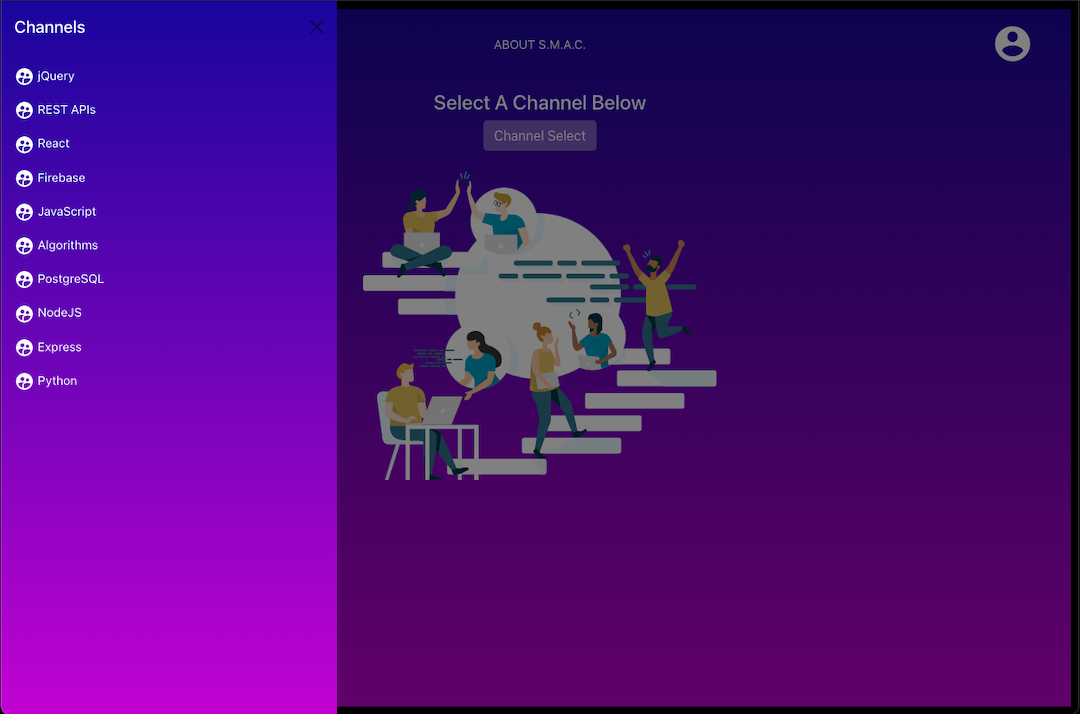 Channels
jQuery
REST APIs
React
Firebase
JavaScript
Algorithms
PostgreSQL
NodeJS
Express
Python
ABOUT S.M.A.C.
Select A Channel Below
Channel Select